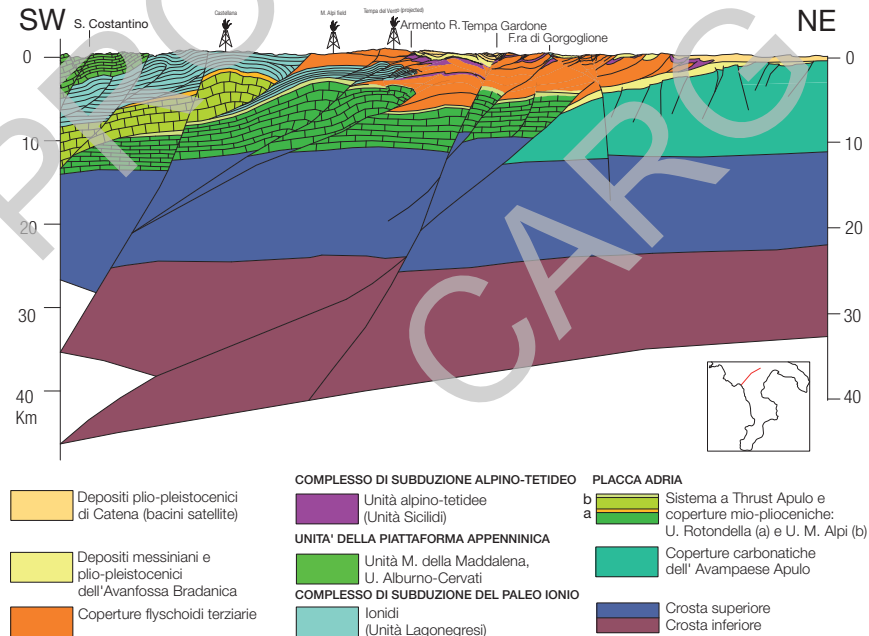 SW
NE
S. Costantino
Castellana
M. Alpi field
Tempa del Vento (projected)
Armento R.
Tempa Gardone
F.ra di Gorgoglione
0
10
20
30
40
Km
0
10
20
30
40
PRO
CARG
Depositi plio-pleistocenici
di Catena (bacini satellite)
Depositi messiniani e
plio-pleistocenici
dell'Avanfossa Bradanica
Coperture flyschoidi terziarie
COMPLESSO DI SUBDUZIONE ALPINO-TETIDEO
Unità alpino-tetidee
(Unità Sicilidi)
UNITA' DELLA PIATTAFORMA APPENNINICA
Unità M. della Maddalena,
U. Alburno-Cervati
COMPLESSO DI SUBDUZIONE DEL PALEO IONIO
Ionidi
(Unità Lagonegresi)
PLACCA ADRIA
b
a
Sistema a Thrust Apulo e
coperture mio-plioceniche:
U. Rotondella (a) e U. M. Alpi (b)
Coperture carbonatiche
dell' Avampaese Apulo
Crosta superiore
Crosta inferiore